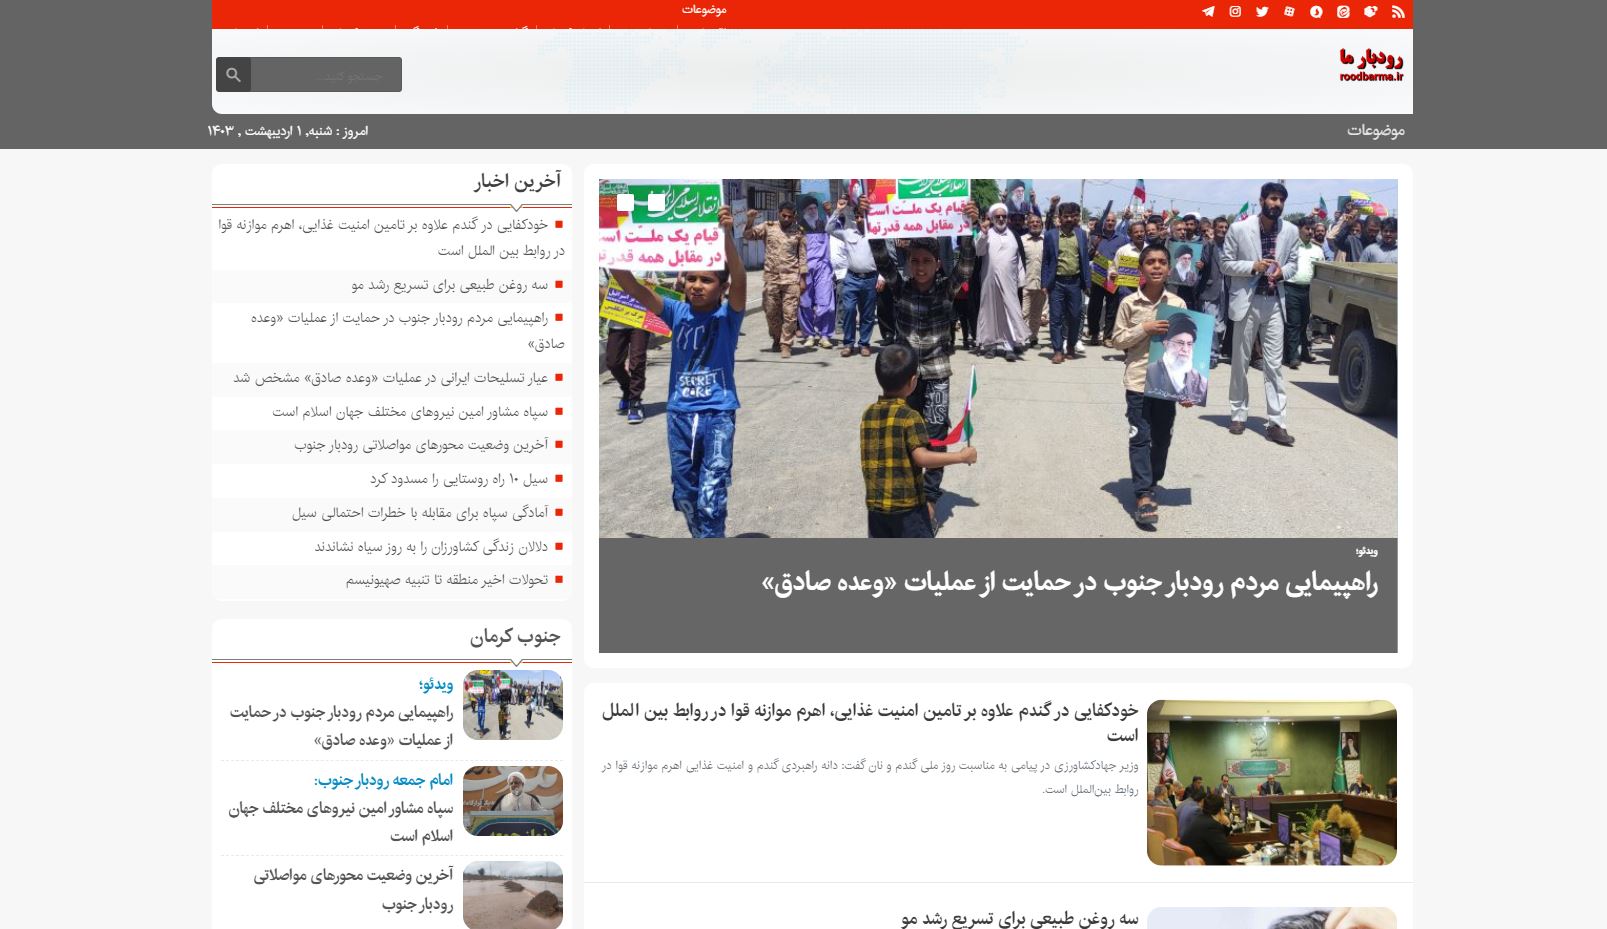 موضوعات
رودبار ما
roodbarma.ir
جستجو کنید...
موضوعات
امروز : شنبه, ۱ اردیبهشت , ۱۴۰۳
انقلاب اسلامی
قیام یک ملت است
در مقابل همه قدرتها
قیام یک ملت است
در مقابل همه قدرتها
SECRET
CORE
ویدئو؛
راهپیمایی مردم رودبار جنوب در حمایت از عملیات «وعده صادق»
خودکفایی در گندم علاوه بر تامین امنیت غذایی، اهرم موازنه قوا در روابط بین الملل
است
وزیر جهادکشاورزی در پیامی به مناسبت روز ملی گندم و نان گفت: دانه راهبردی گندم و امنیت غذایی اهرم موازنه قوا در
روابط بین‌الملل است.
سه روغن طبیعی برای تسریع رشد مو
آخرین اخبار
خودکفایی در گندم علاوه بر تامین امنیت غذایی، اهرم موازنه قوا
در روابط بین الملل است
سه روغن طبیعی برای تسریع رشد مو
راهپیمایی مردم رودبار جنوب در حمایت از عملیات «وعده
صادق»
عیار تسلیحات ایرانی در عملیات «وعده صادق» مشخص شد
سپاه مشاور امین نیروهای مختلف جهان اسلام است
آخرین وضعیت محورهای مواصلاتی رودبار جنوب
سیل ۱۰ راه روستایی را مسدود کرد
آمادگی سپاه برای مقابله با خطرات احتمالی سیل
دلالان زندگی کشاورزان را به روز سیاه نشاندند
تحولات اخیر منطقه تا تنبیه صهیونیسم
جنوب کرمان
ویدئو؛
راهپیمایی مردم رودبار جنوب در حمایت
از عملیات «وعده صادق»
امام جمعه رودبار جنوب:
سپاه مشاور امین نیروهای مختلف جهان
اسلام است
آخرین وضعیت محورهای مواصلاتی
رودبار جنوب